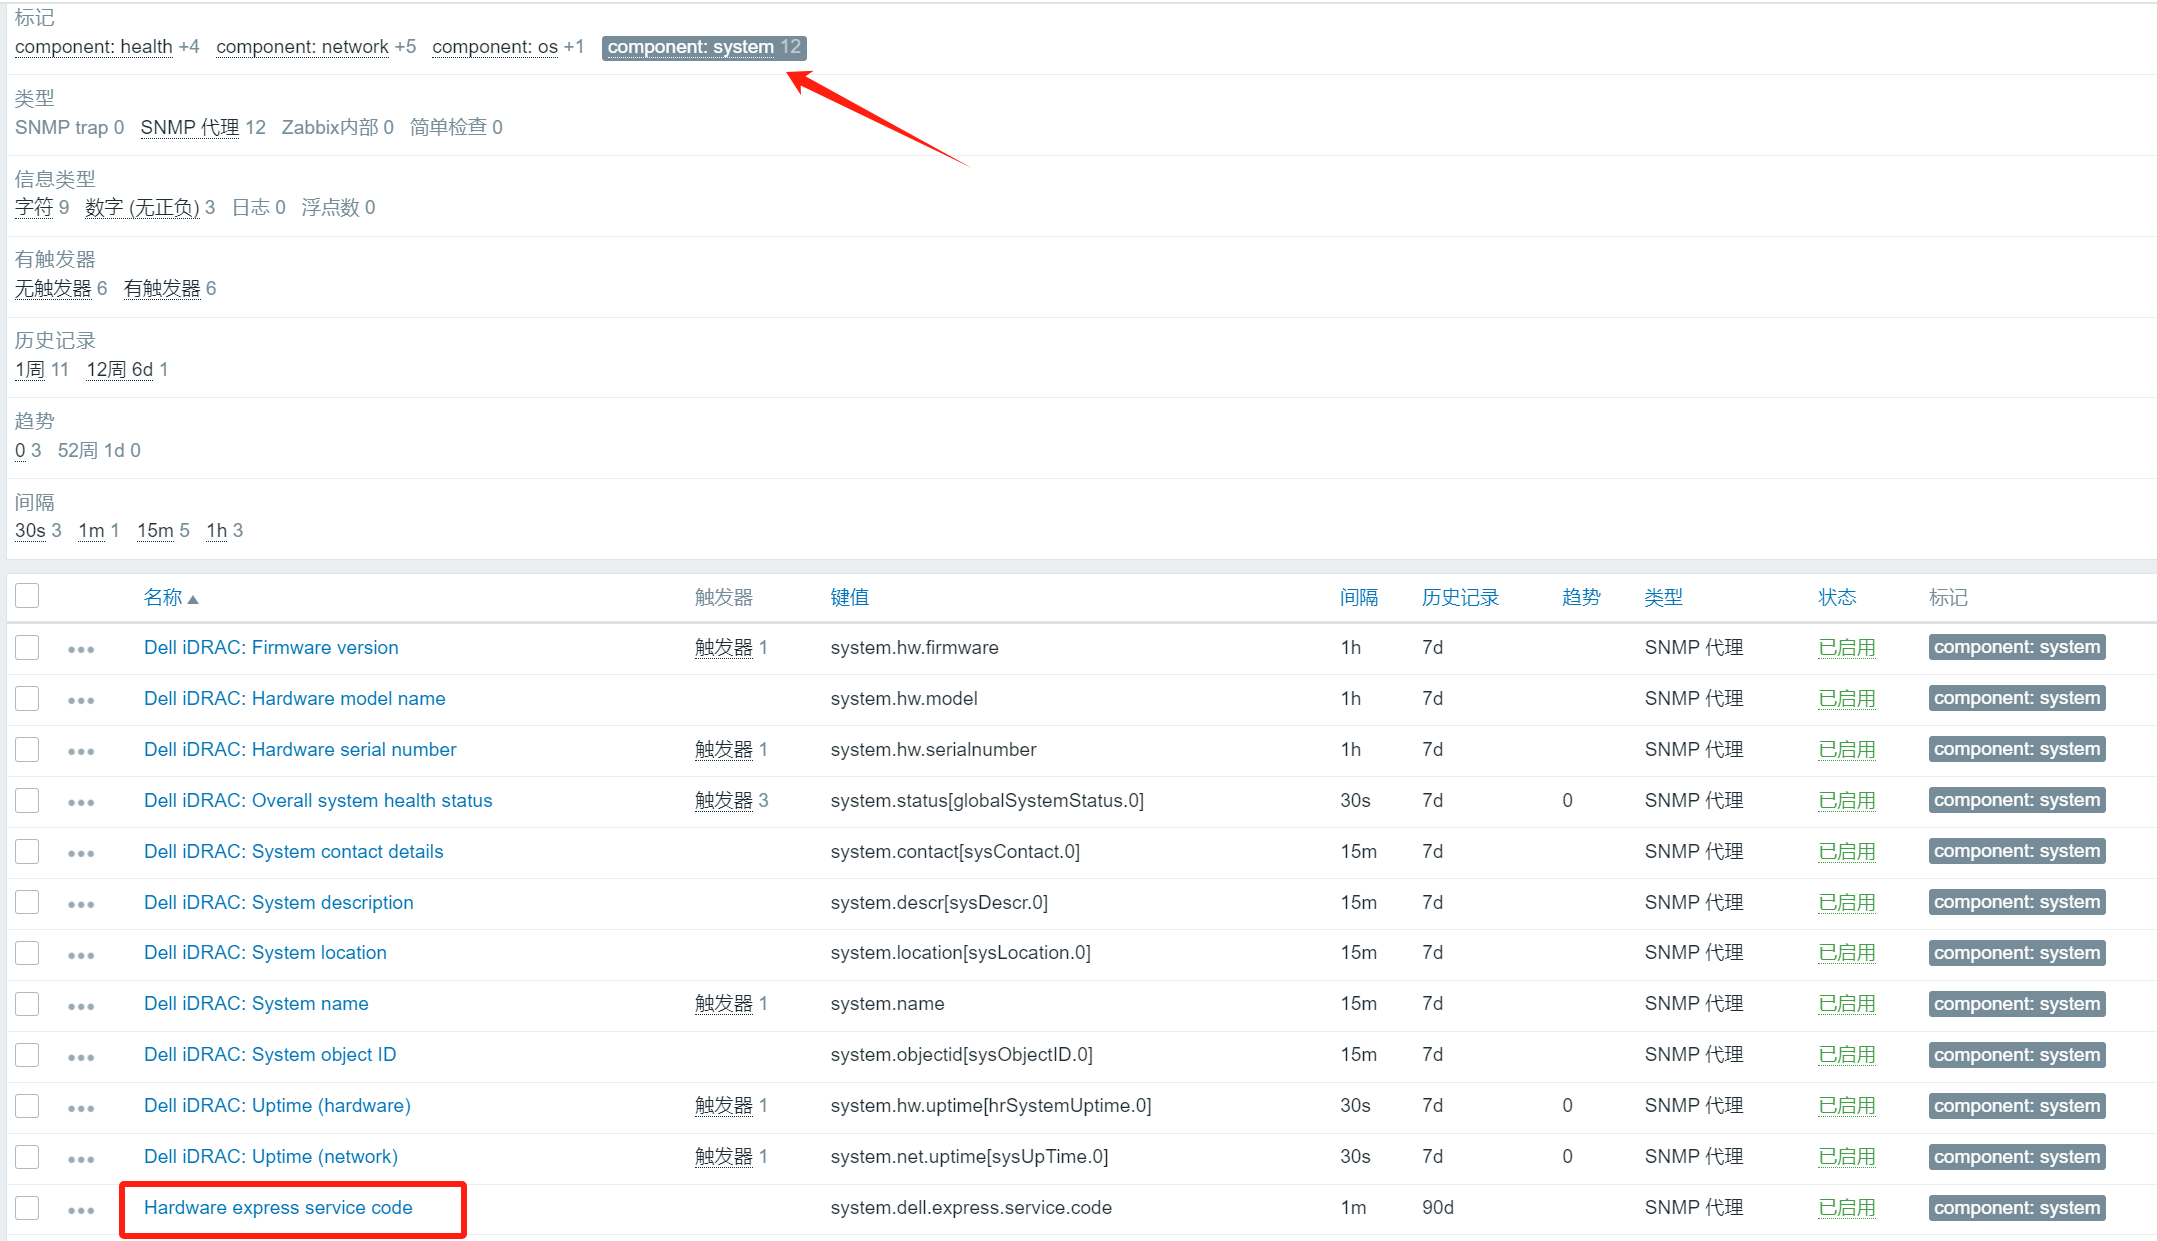 标记
component: health +4 component: network +5 component: os +1 component: system 12
类型
SNMP trap 0 SNMP 代理 12 Zabbix内部 0 简单检查 0
信息类型
字符 9 数字 (无正负) 3 日志 0 浮点数 0
有触发器
无触发器 6 有触发器 6
历史记录
1周 11 12周 6d 1
趋势
0 3 52周 1d 0
间隔
30s 3 1m 1 15m 5 1h 3
名称 触发器 键值 间隔 历史记录 趋势 类型 状态 标记
Dell iDRAC: Firmware version 触发器 1 system.hw.firmware 1h 7d SNMP 代理 已启用 component: system
Dell iDRAC: Hardware model name system.hw.model 1h 7d SNMP 代理 已启用 component: system
Dell iDRAC: Hardware serial number 触发器 1 system.hw.serialnumber 1h 7d SNMP 代理 已启用 component: system
Dell iDRAC: Overall system health status 触发器 3 system.status[globalSystemStatus.0] 30s 7d 0 SNMP 代理 已启用 component: system
Dell iDRAC: System contact details system.contact[sysContact.0] 15m 7d SNMP 代理 已启用 component: system
Dell iDRAC: System description system.descr[sysDescr.0] 15m 7d SNMP 代理 已启用 component: system
Dell iDRAC: System location system.location[sysLocation.0] 15m 7d SNMP 代理 已启用 component: system
Dell iDRAC: System name 触发器 1 system.name 15m 7d SNMP 代理 已启用 component: system
Dell iDRAC: System object ID system.objectid[sysObjectID.0] 15m 7d SNMP 代理 已启用 component: system
Dell iDRAC: Uptime (hardware) 触发器 1 system.hw.uptime[hrSystemUptime.0] 30s 7d 0 SNMP 代理 已启用 component: system
Dell iDRAC: Uptime (network) 触发器 1 system.net.uptime[sysUpTime.0] 30s 7d 0 SNMP 代理 已启用 component: system
Hardware express service code system.dell.express.service.code 1m 90d SNMP 代理 已启用 component: system